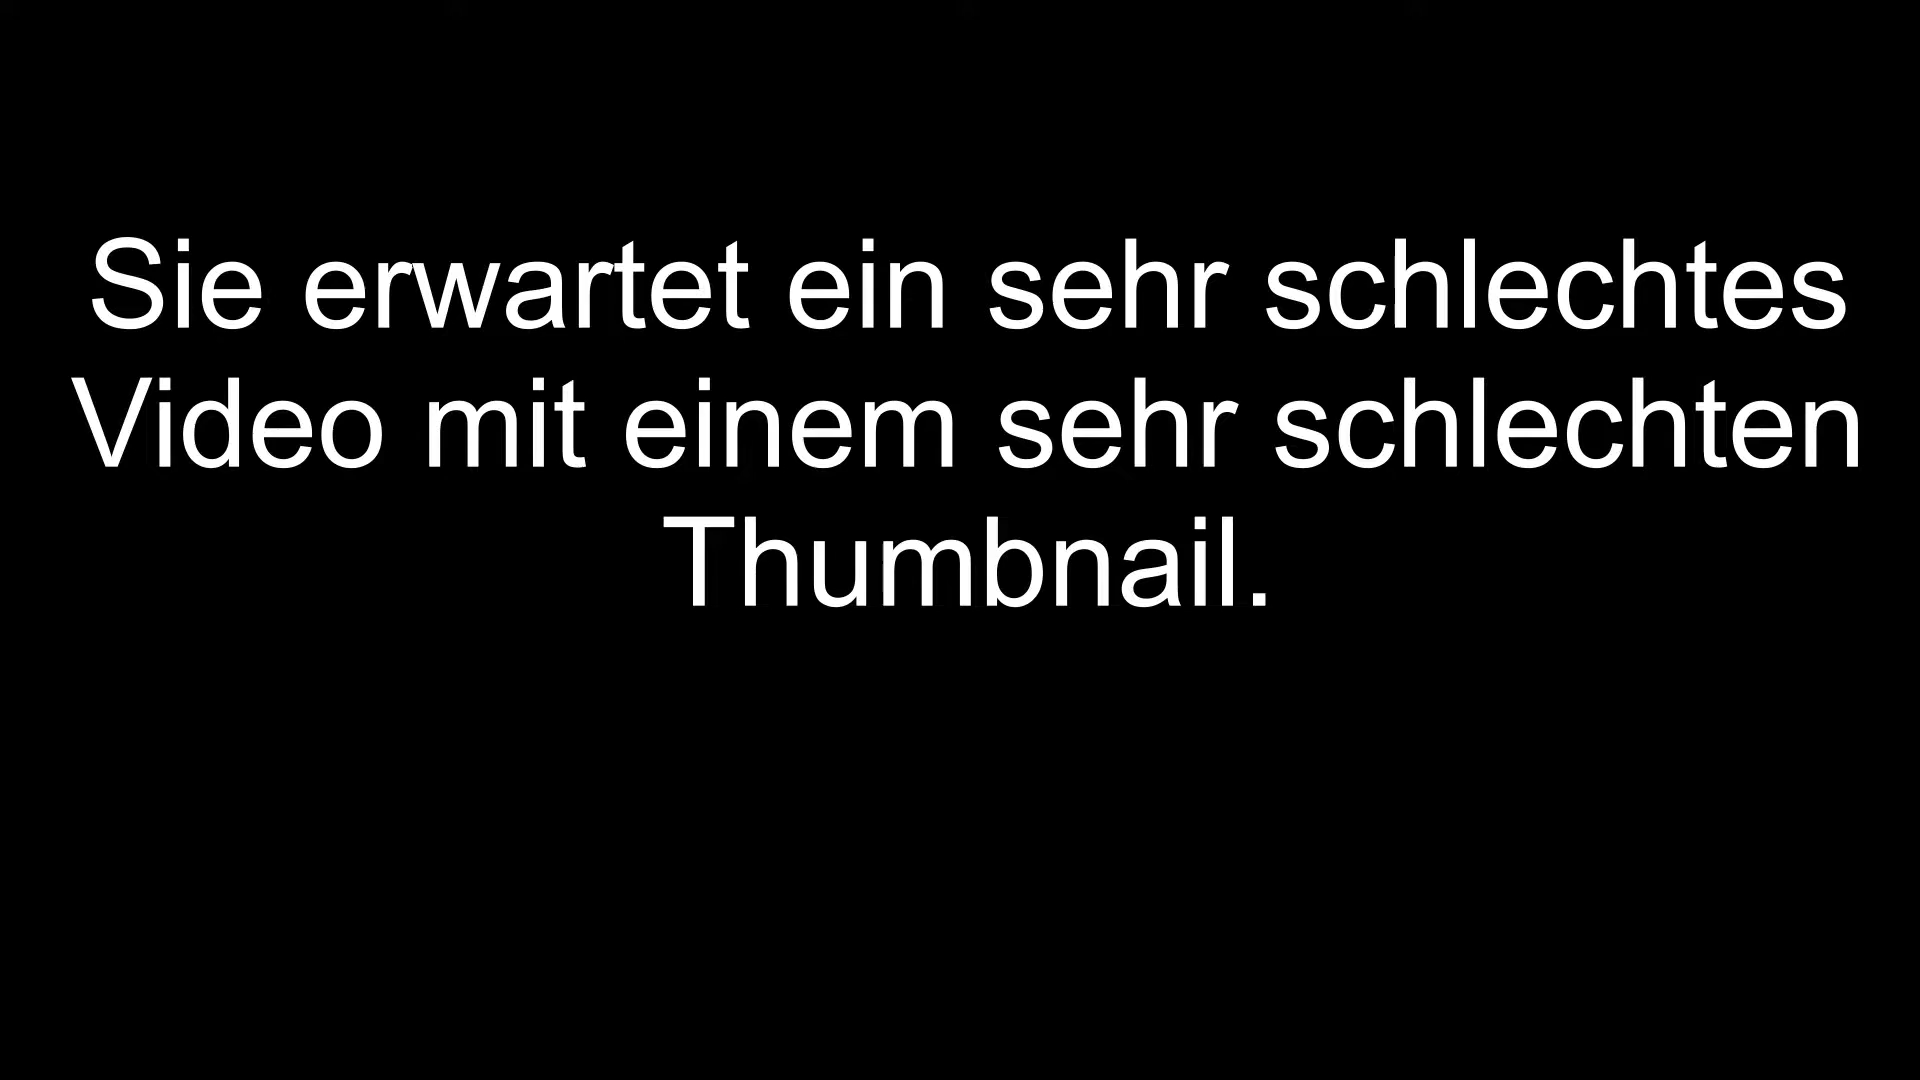 Sie erwartet ein sehr schlechtes
Video mit einem sehr schlechten
Thumbnail.